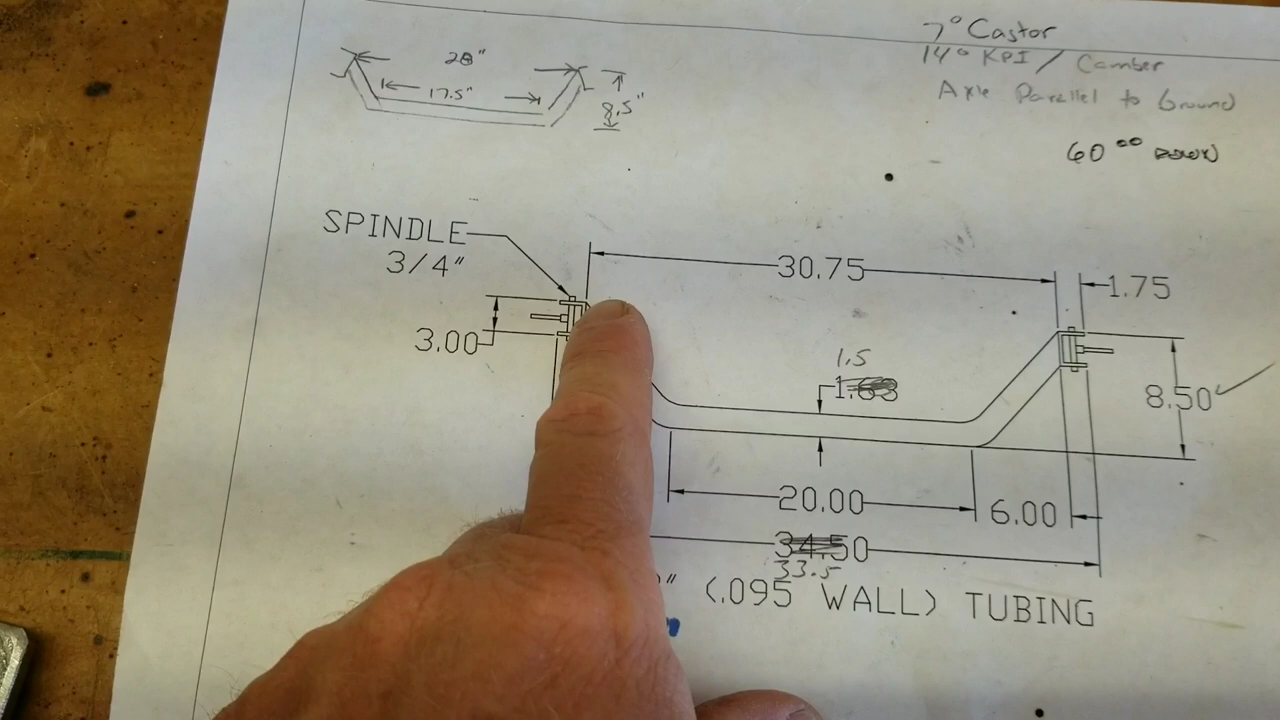 28"
17.5"
8.5"
7° Castor
14° KPI / Camber
Axle Parallel to Ground
60°°
SPINDLE
3/4"
3.00
30.75
1.75
1.5
8.50
20.00
6.00
34.50
33.5
" (.095 WALL) TUBING